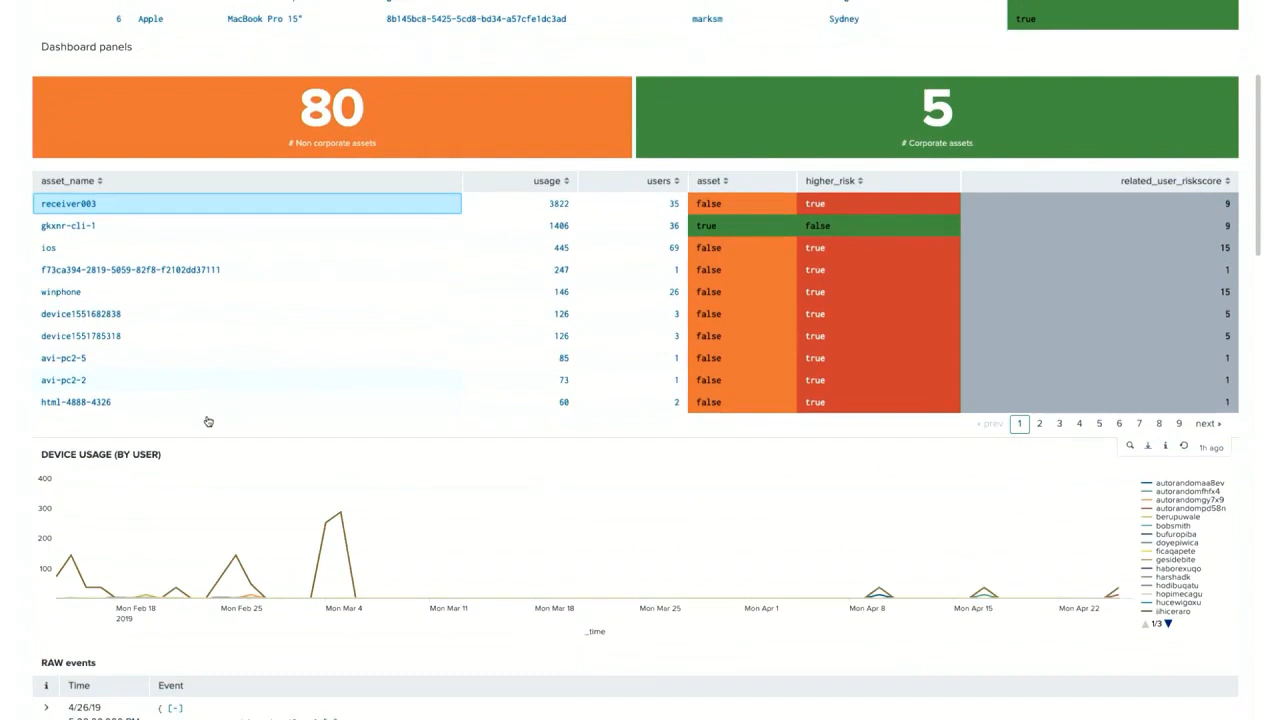 6 Apple MacBook Pro 15" 8b145bc8-5425-5cd8-bd34-a57cfe1dc3ad marksm Sydney true
Dashboard panels
80
# Non corporate assets
5
# Corporate assets
asset_name usage users asset higher_risk related_user_riskscore
receiver003 3822 35 false true 9
gkxnr-cli-1 1406 36 true false 9
ios 445 69 false true 15
f73ca394-2819-5059-82f8-f2102dd37111 247 1 false true 1
winphone 146 26 false true 15
device1551682838 126 3 false true 5
device1551785318 126 3 false true 5
avi-pc2-5 85 1 false true 1
avi-pc2-2 73 1 false true 1
html-4888-4326 60 2 false true 1
« prev 1 2 3 4 5 6 7 8 9 next »
1h ago
DEVICE USAGE (BY USER)
400
300
200
100
Mon Feb 18 Mon Feb 25 Mon Mar 4 Mon Mar 11 Mon Mar 18 Mon Mar 25 Mon Apr 1 Mon Apr 8 Mon Apr 15 Mon Apr 22
2019
_time
autorandomaa8ev
autorandomfhfx4
autorandomgy7x9
autorandompd58n
berupuwale
bobsmith
bufuropiba
doyepiwica
ficaqapete
gesidebite
haborexuqo
harshadk
hodibuqatu
hopimecagu
hucewigoxu
iihiceraro
1/3
RAW events
i Time Event
4/26/19 { [-]